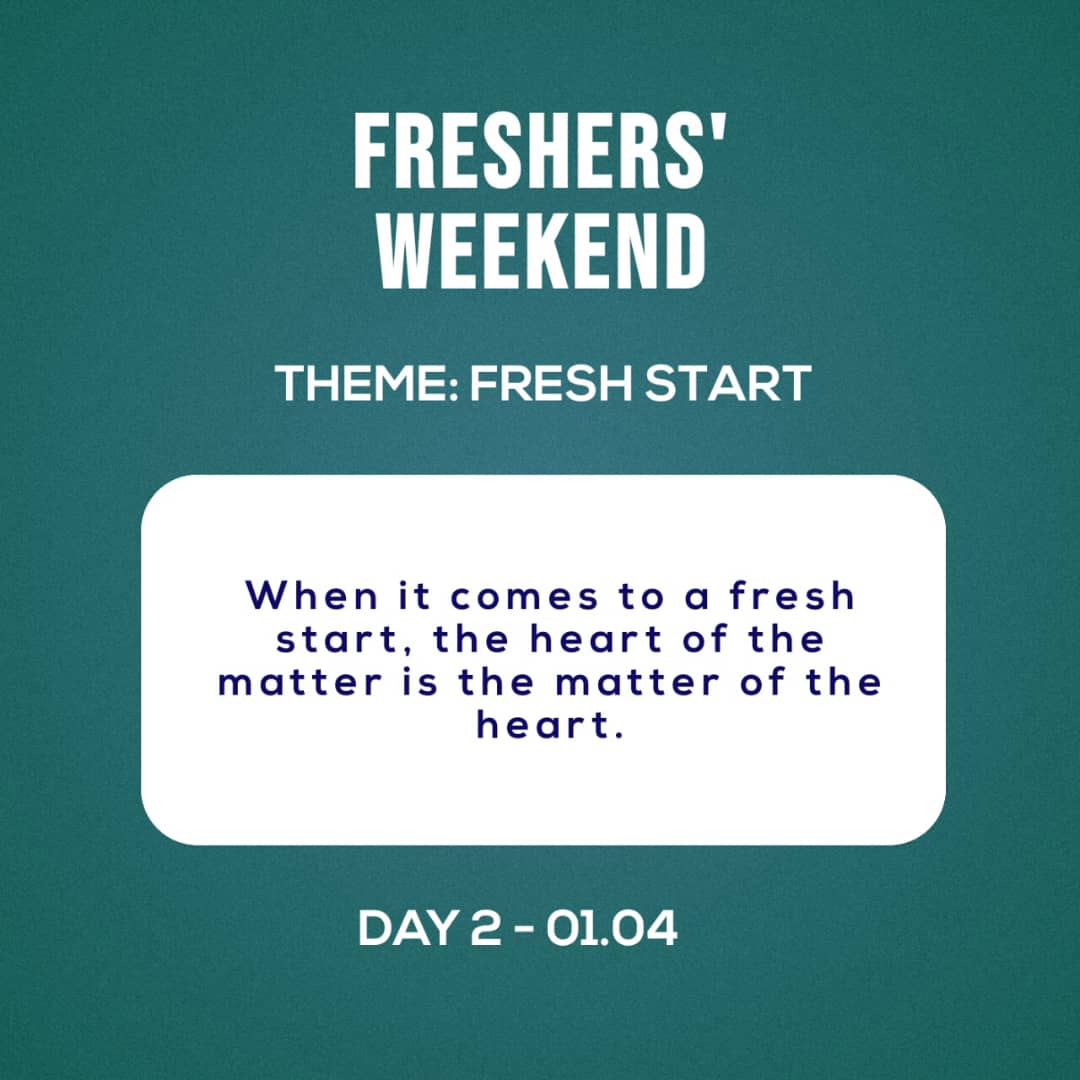 FRESHERS'
WEEKEND
THEME: FRESH START
When it comes to a fresh
start, the heart of the
matter is the matter of the
heart.
DAY 2 - 01.04